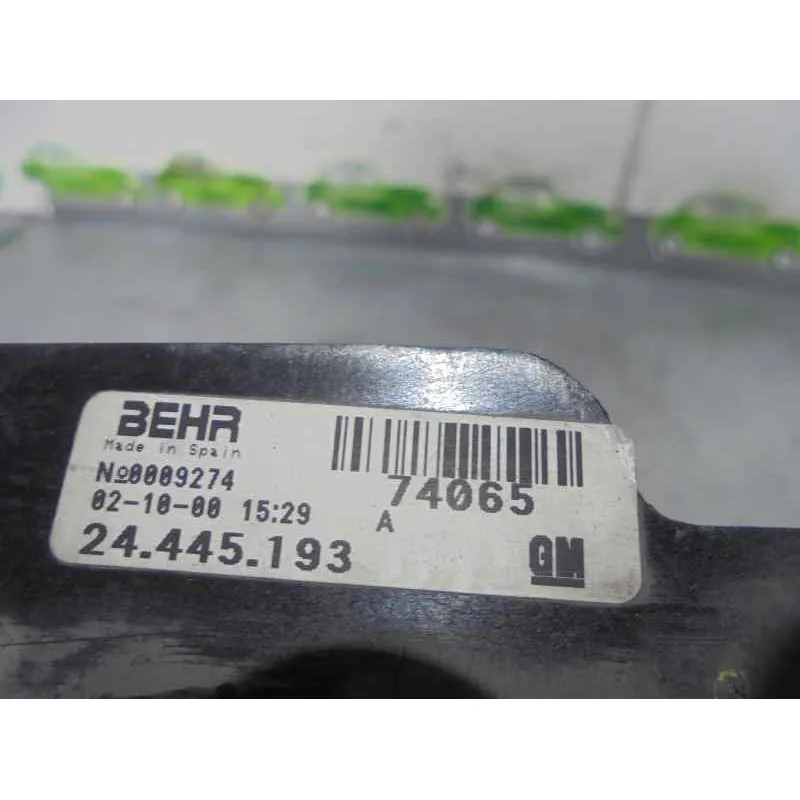 BEHR
Made in Spain
№0009274
02-10-00 15:29
24.445.193
74065
A
GM